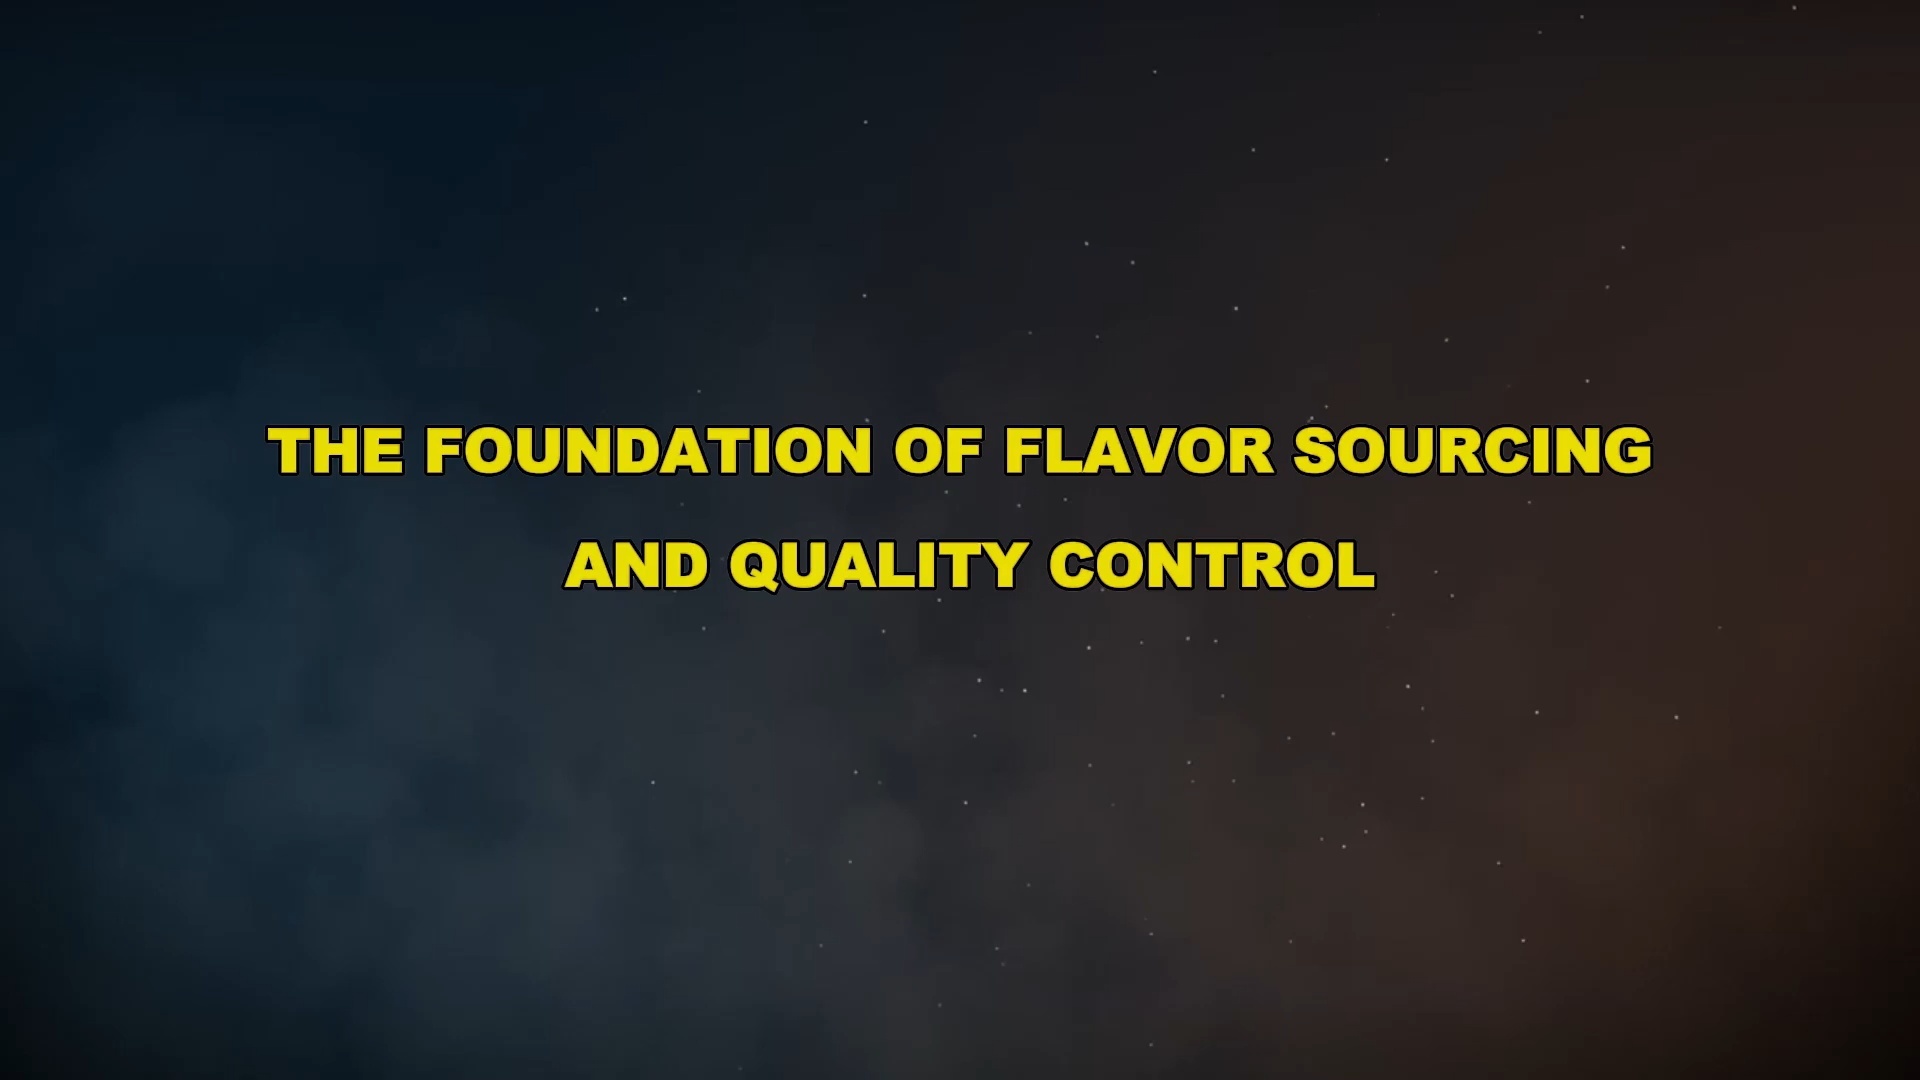 THE FOUNDATION OF FLAVOR SOURCING
AND QUALITY CONTROL